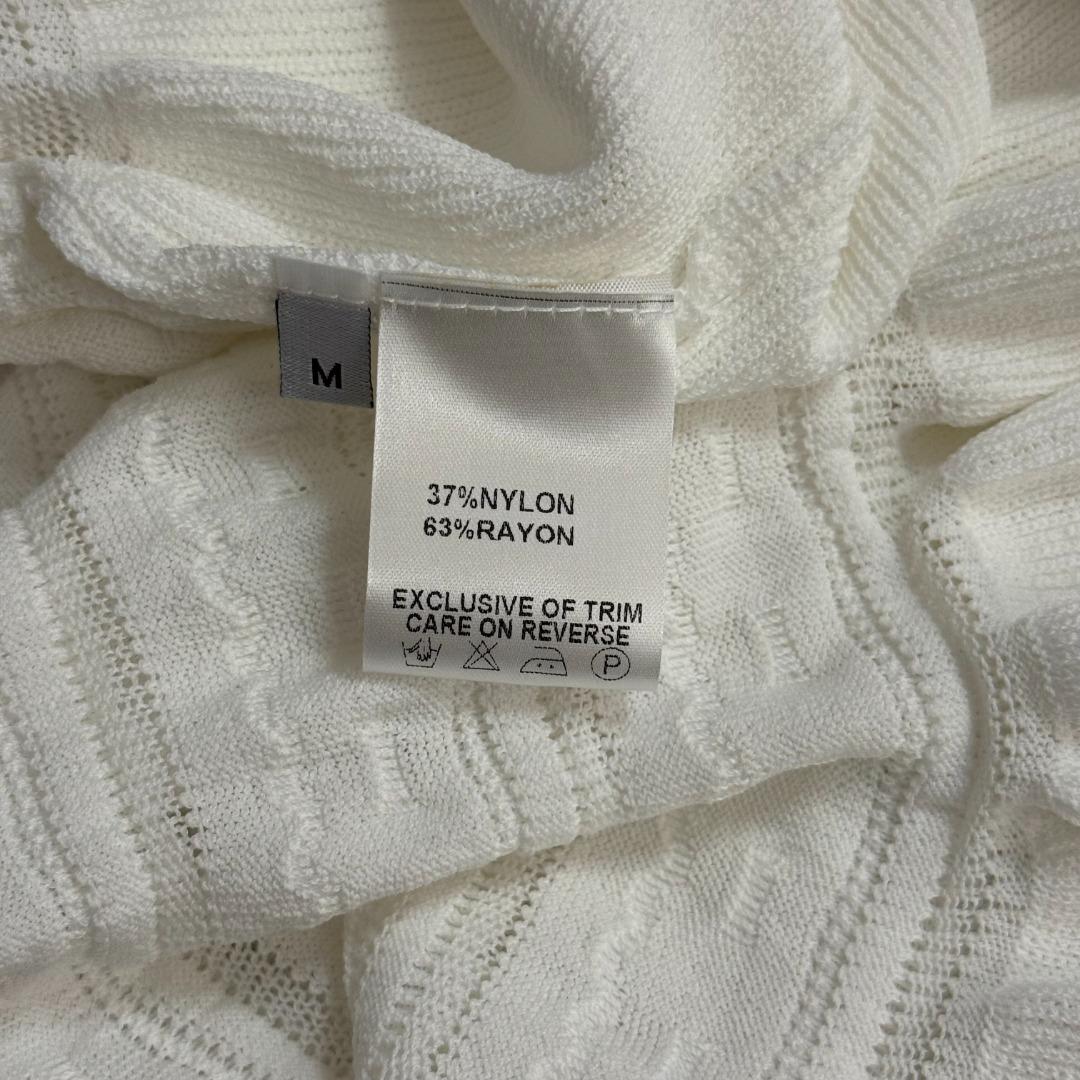 M
37%NYLON
63%RAYON
EXCLUSIVE OF TRIM
CARE ON REVERSE
P